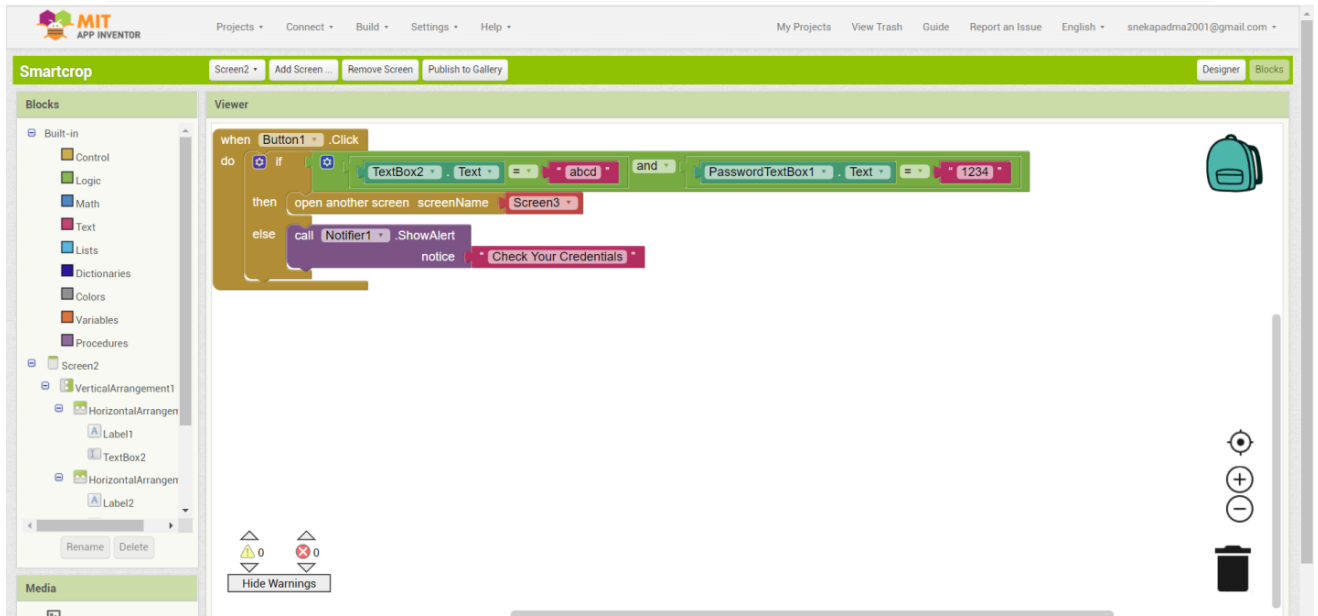 MIT
APP INVENTOR
Projects Connect Build Settings Help My Projects View Trash Guide Report an Issue English snekapadma2001@gmail.com
Smartcrop Screen2 Add Screen ... Remove Screen Publish to Gallery Designer Blocks
Blocks Viewer
Built-in
Control
Logic
Math
Text
Lists
Dictionaries
Colors
Variables
Procedures
Screen2
VerticalArrangement1
HorizontalArrangem
Label1
TextBox2
HorizontalArrangem
Label2
Rename Delete
Media
when Button1 .Click
do if TextBox2 . Text = " abcd " and PasswordTextBox1 . Text = " 1234 "
then open another screen screenName Screen3
else call Notifier1 .ShowAlert
notice " Check Your Credentials "
0 0
Hide Warnings